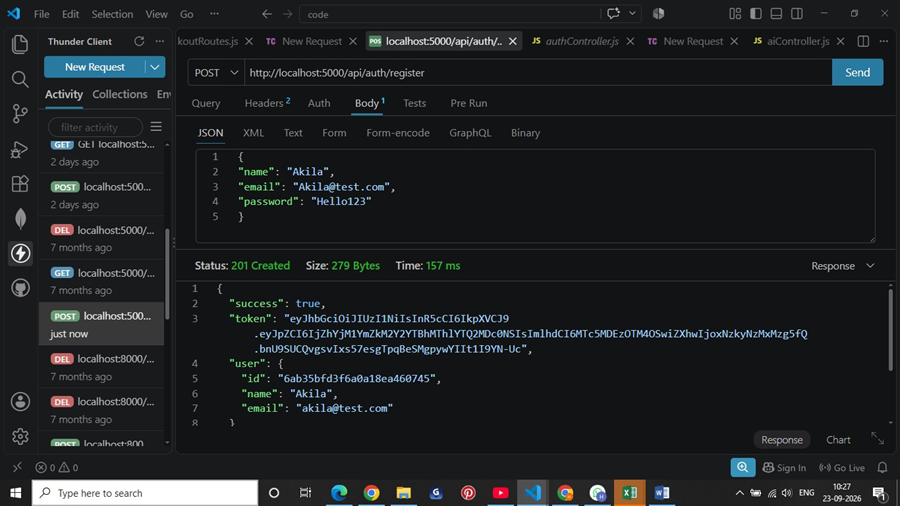 File Edit Selection View Go ··· code
Thunder Client
koutRoutes.js TC New Request POS localhost:5000/api/auth/.. JS authController.js TC New Request JS aiController.js
New Request
POST http://localhost:5000/api/auth/register Send
Activity Collections En
Query Headers 2 Auth Body 1 Tests Pre Run
filter activity
JSON XML Text Form Form-encode GraphQL Binary
GET GET localhost:5...
2 days ago
POST localhost:500...
2 days ago
DEL localhost:5000/...
7 months ago
GET localhost:5000/...
7 months ago
POST localhost:500...
just now
DEL localhost:8000/...
7 months ago
DEL localhost:8000/...
7 months ago
POST localhost:800
1 {
2 "name": "Akila",
3 "email": "Akila@test.com",
4 "password": "Hello123"
5 }
Status: 201 Created Size: 279 Bytes Time: 157 ms Response
1 {
2 "success": true,
3 "token": "eyJhbGciOiJIUzI1NiIsInR5cCI6IkpXVCJ9
.eyJpZCI6IjZhYjM1YmZkM2Y2YTBhMThlYTQ2MDc0NSIsImlhdCI6MTc5MDEzOTM4OSwiZXhwIjoxNzkyNzMxMzg5fQ
.bnU9SUCQvgsvIxs57esgTpqBeSMgpywYIIt1I9YN-Uc",
4 "user": {
5 "id": "6ab35bfd3f6a0a18ea460745",
6 "name": "Akila",
7 "email": "akila@test.com"
8 }
Response Chart
0 0 Sign In Go Live
Type here to search
10:27
23-09-2026
1